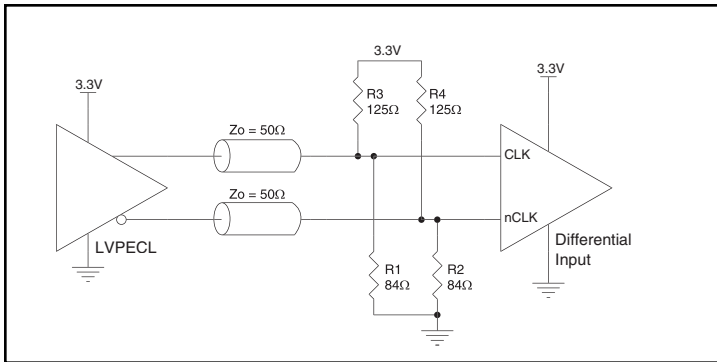 3.3V
3.3V
3.3V
R3
125Ω
R4
125Ω
Zo = 50Ω
CLK
Zo = 50Ω
nCLK
LVPECL
Differential
Input
R1
84Ω
R2
84Ω